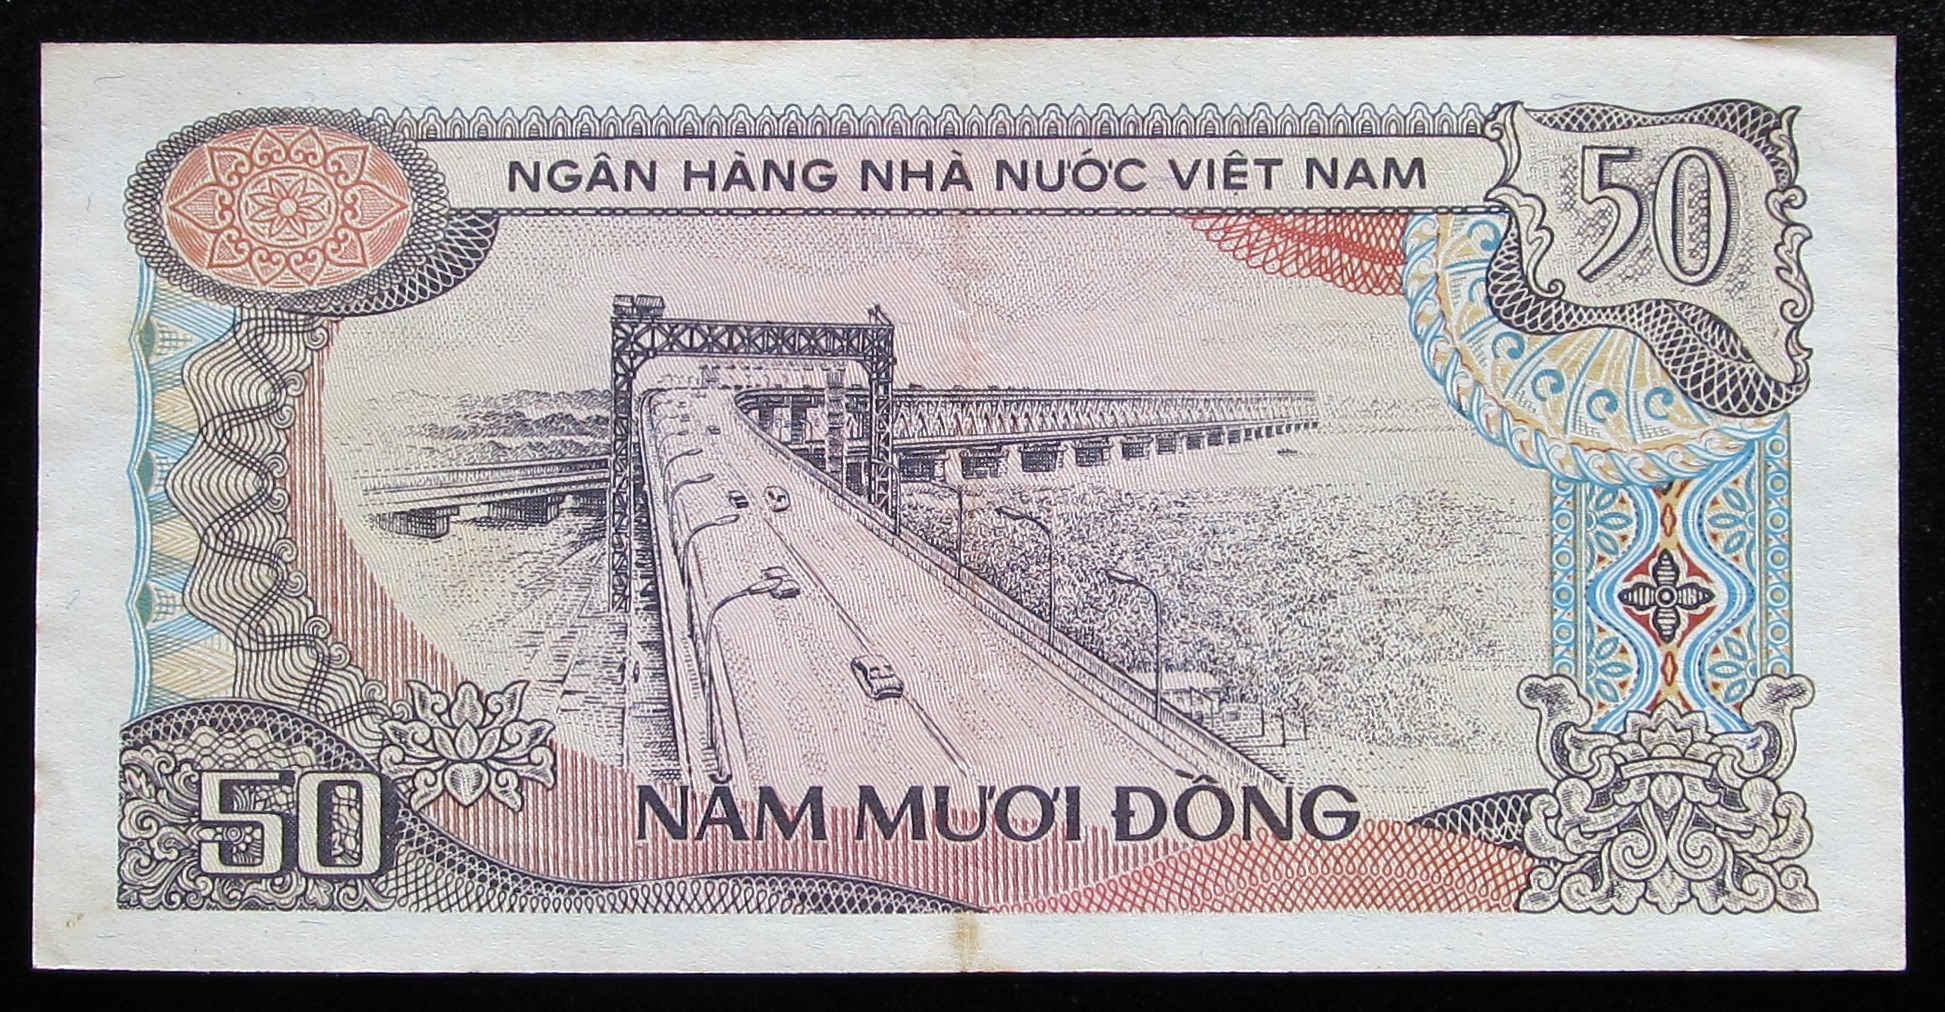 NGÂN HÀNG NHÀ NƯỚC VIỆT NAM
50
50
NĂM MƯƠI ĐỒNG